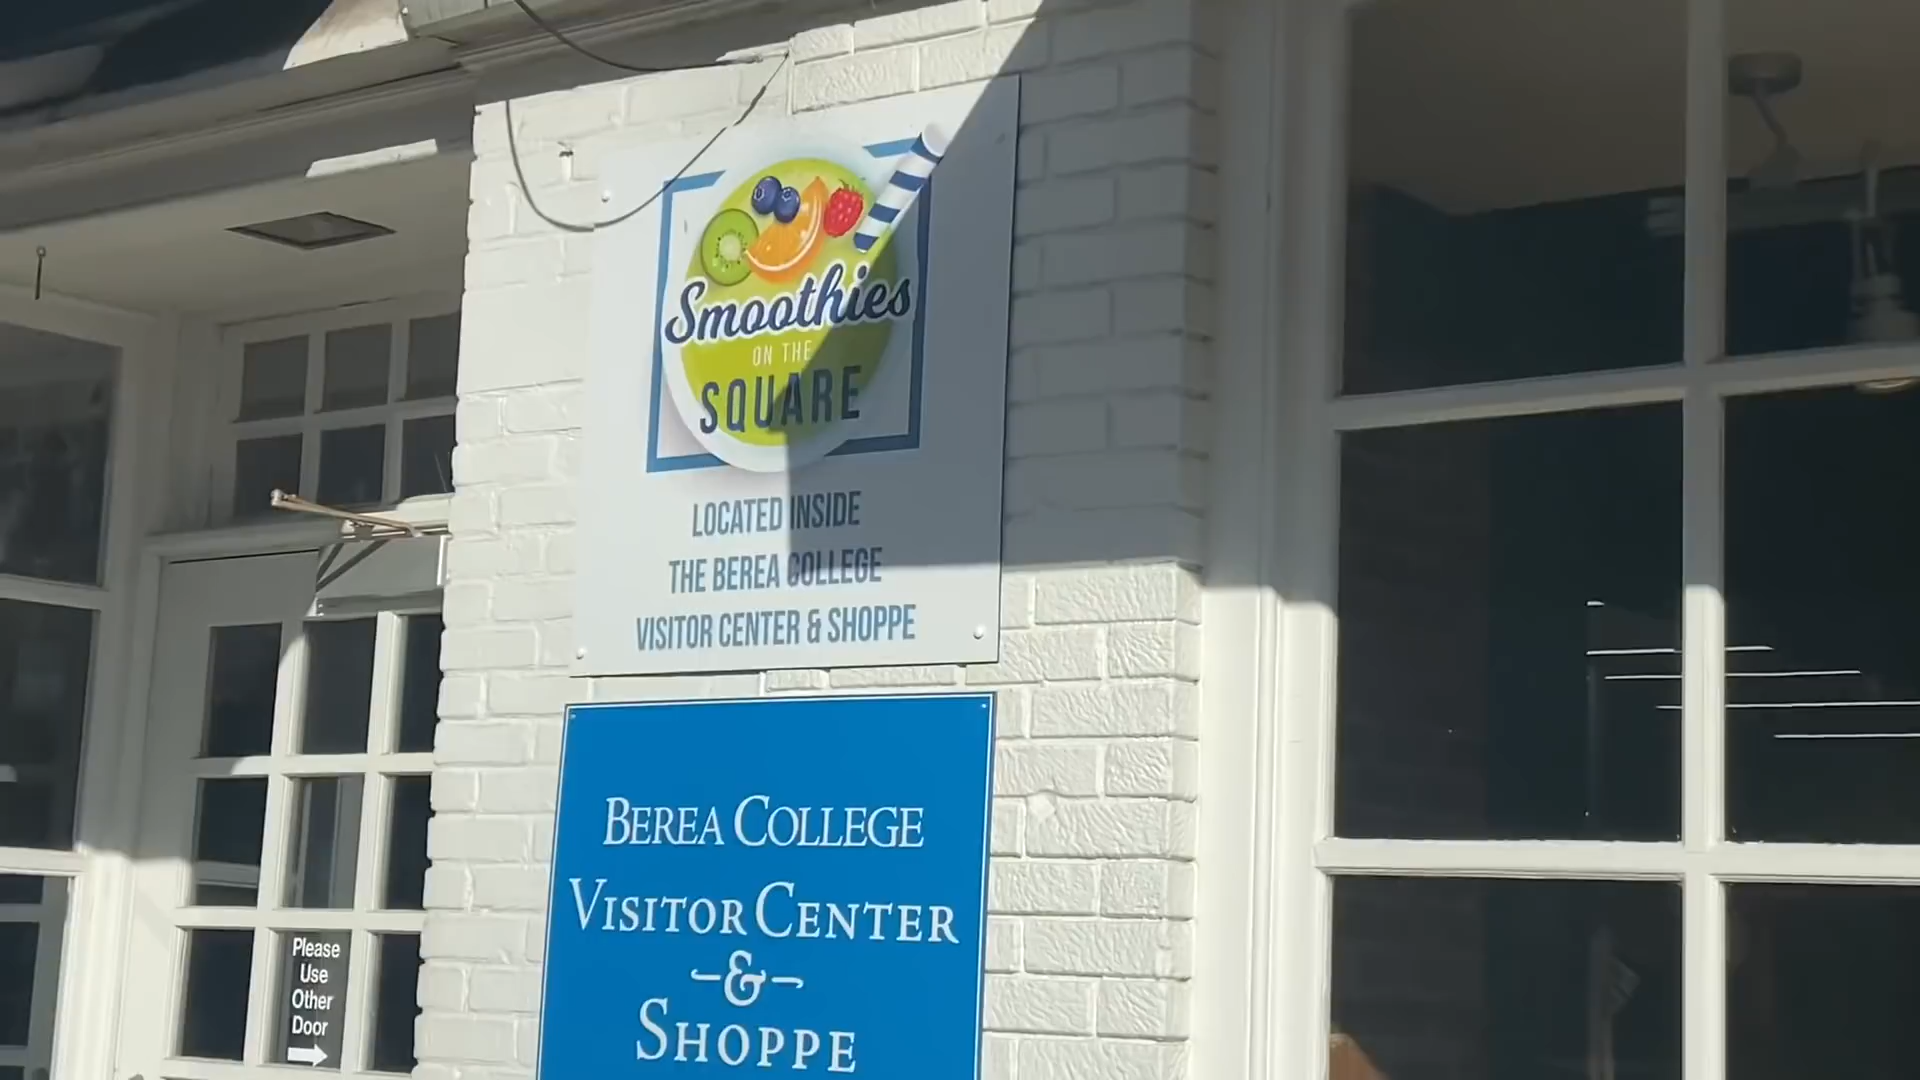 Smoothies
ON THE
SQUARE
LOCATED INSIDE
THE BEREA COLLEGE
VISITOR CENTER & SHOPPE
BEREA COLLEGE
VISITOR CENTER
&
SHOPPE
Please
Use
Other
Door